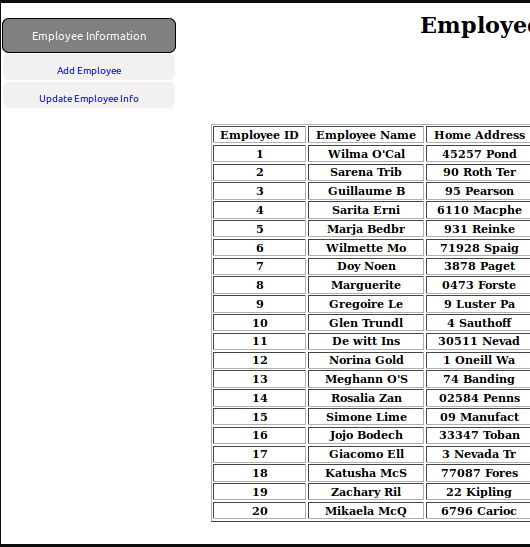 Employee
Employee Information
Add Employee
Update Employee Info
Employee ID Employee Name Home Address
1 Wilma O'Cal 45257 Pond
2 Sarena Trib 90 Roth Ter
3 Guillaume B 95 Pearson
4 Sarita Erni 6110 Macphe
5 Marja Bedbr 931 Reinke
6 Wilmette Mo 71928 Spaig
7 Doy Noen 3878 Paget
8 Marguerite 0473 Forste
9 Gregoire Le 9 Luster Pa
10 Glen Trundl 4 Sauthoff
11 De witt Ins 30511 Nevad
12 Norina Gold 1 Oneill Wa
13 Meghann O'S 74 Banding
14 Rosalia Zan 02584 Penns
15 Simone Lime 09 Manufact
16 Jojo Bodech 33347 Toban
17 Giacomo Ell 3 Nevada Tr
18 Katusha McS 77087 Fores
19 Zachary Ril 22 Kipling
20 Mikaela McQ 6796 Carioc